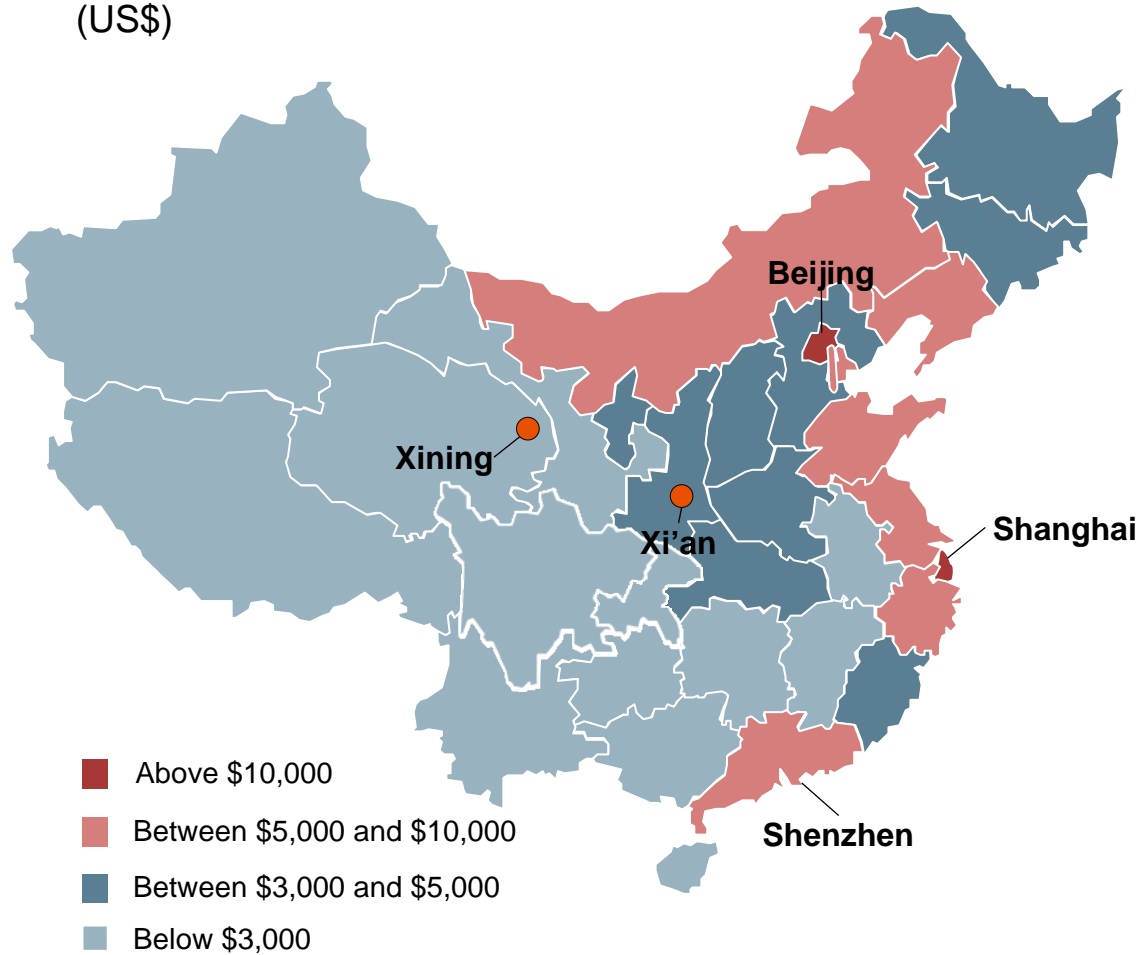 (US$)
Beijing
Xining
Xi’an
Shanghai
Above $10,000
Between $5,000 and $10,000
Shenzhen
Between $3,000 and $5,000
Below $3,000